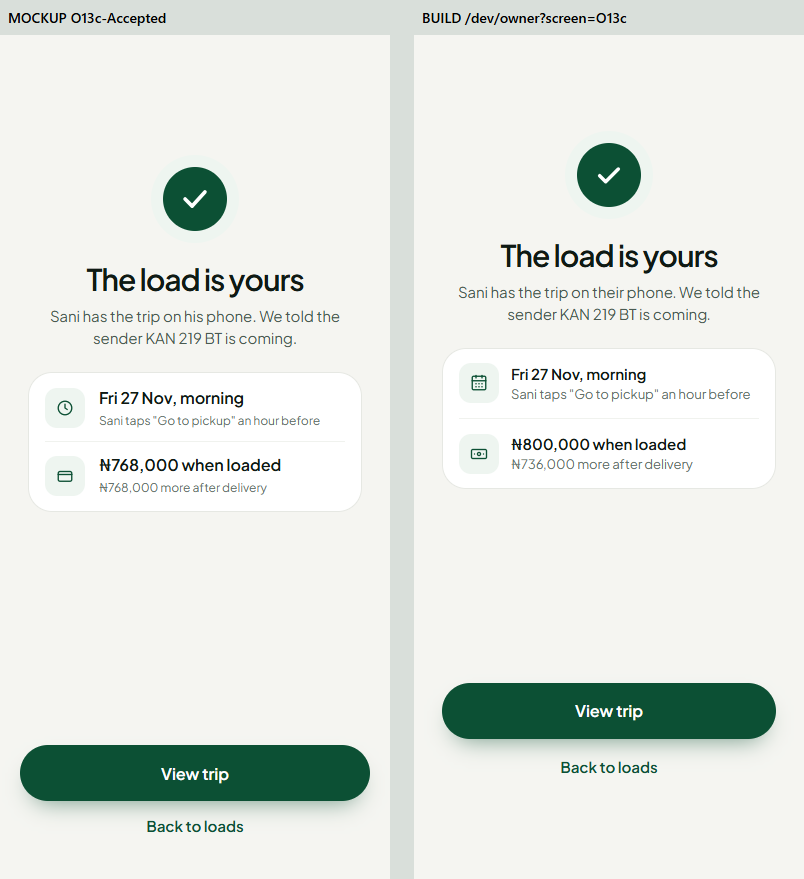 MOCKUP O13c-Accepted
The load is yours
Sani has the trip on his phone. We told the
sender KAN 219 BT is coming.
Fri 27 Nov, morning
Sani taps "Go to pickup" an hour before
₦768,000 when loaded
₦768,000 more after delivery
View trip
Back to loads
BUILD /dev/owner?screen=O13c
The load is yours
Sani has the trip on their phone. We told the
sender KAN 219 BT is coming.
Fri 27 Nov, morning
Sani taps "Go to pickup" an hour before
₦800,000 when loaded
₦736,000 more after delivery
View trip
Back to loads